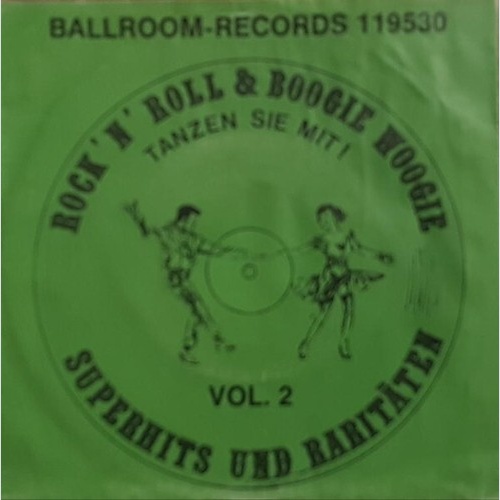 BALLROOM-RECORDS 119530
ROCK 'N' ROLL & BOOGIE WOOGIE
TANZEN SIE MIT!
VOL. 2
SUPERHITS UND RARITÄTEN